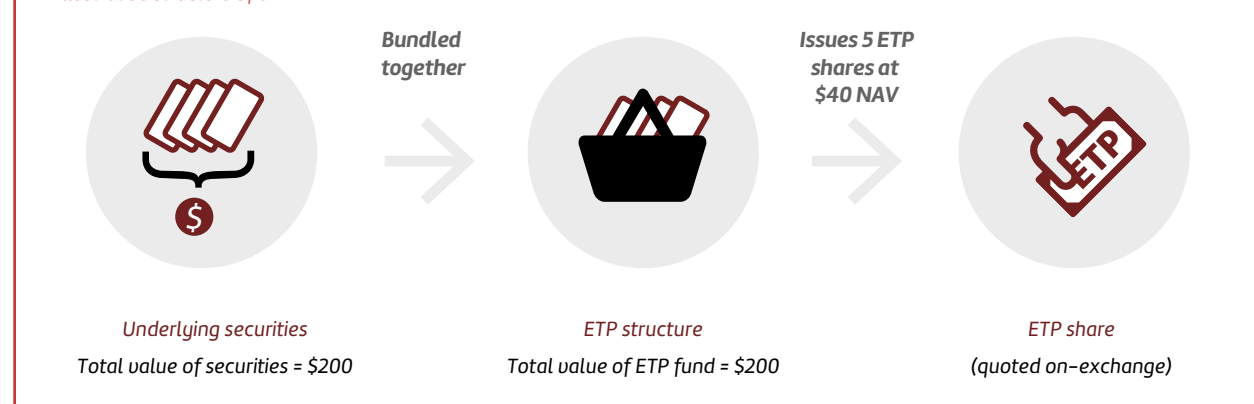 Bundled
together
Issues 5 ETP
shares at
$40 NAV
$
ETP
Underlying securities
ETP structure
ETP share
Total value of securities = $200
Total value of ETP fund = $200
(quoted on-exchange)